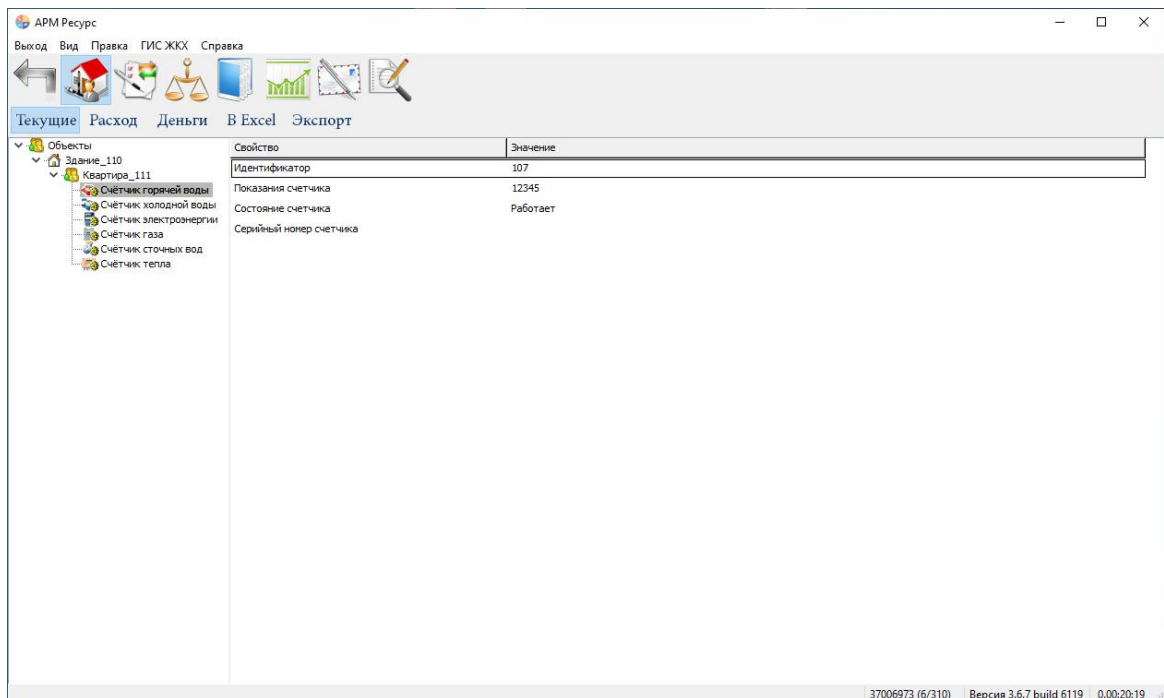 АРМ Ресурс
Выход Вид Правка ГИС ЖКХ Справка
Текущие Расход Деньги В Excel Экспорт
Объекты
Здание_110
Квартира_111
Счётчик горячей воды
Счётчик холодной воды
Счётчик электроэнергии
Счётчик газа
Счётчик сточных вод
Счётчик тепла
Свойство Значение
Идентификатор 107
Показания счетчика 12345
Состояние счетчика Работает
Серийный номер счетчика
37006973 (6/310) Версия 3.6.7 build 6119 0.00:20:19